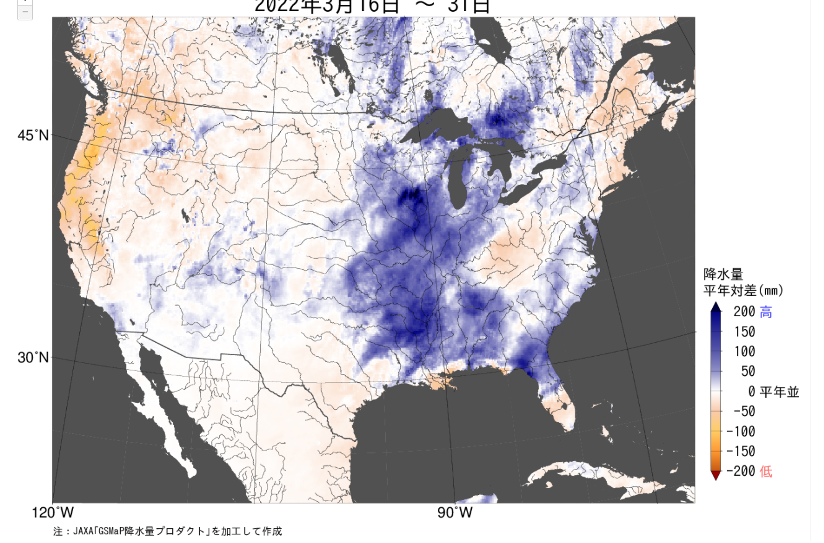 2022年3月16日 ～ 31日
45°N
30°N
120°W
90°W
降水量
平年対差(mm)
200 高
150
100
50
0 平年並
-50
-100
-150
-200 低
注：JAXA｢GSMaP降水量プロダクト｣を加工して作成